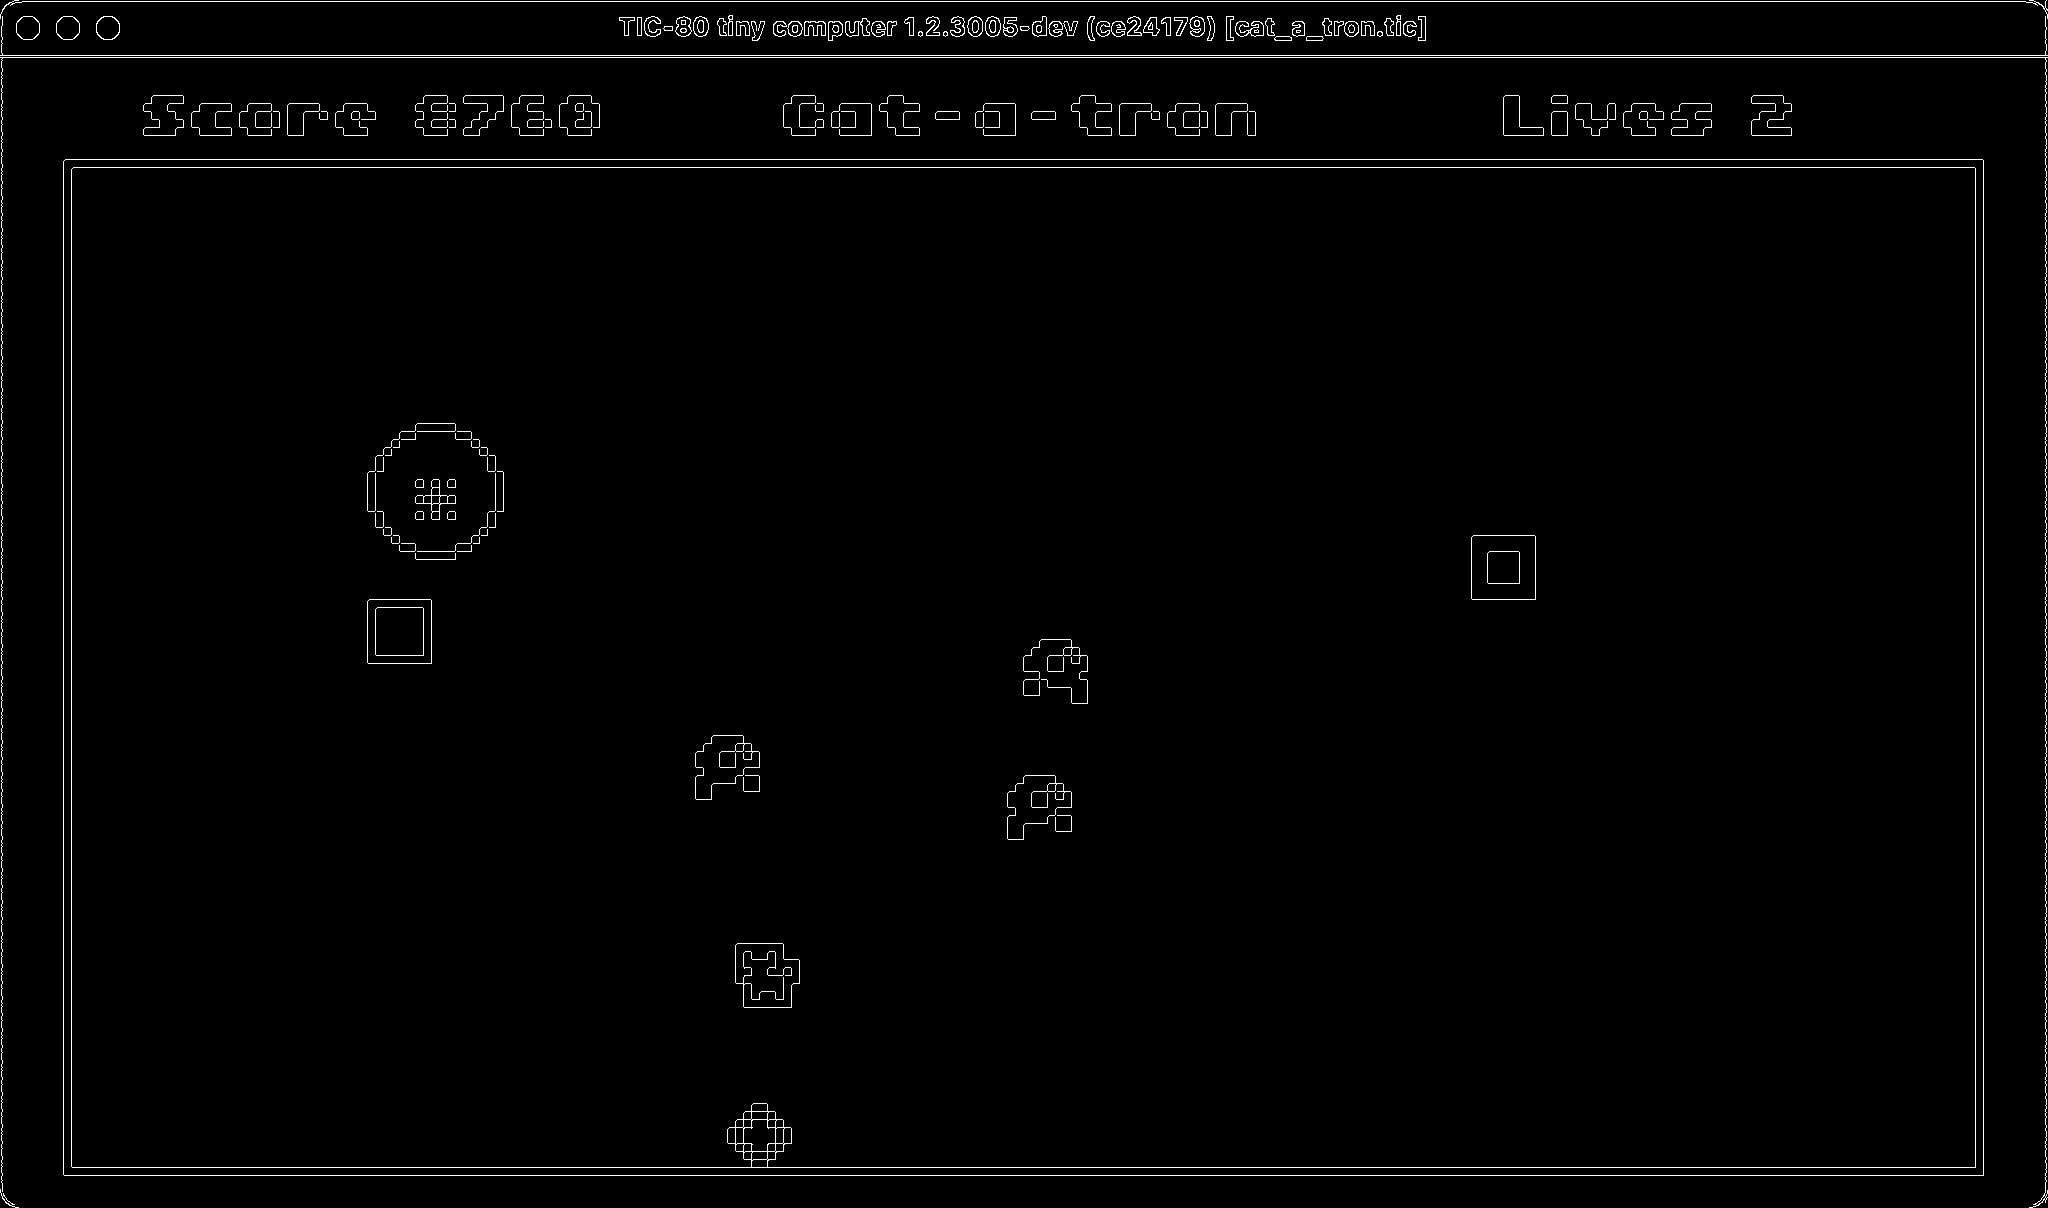 TIC-80 tiny computer 1.2.3005-dev (ce24179) [cat_a_tron.tic]
Score 8760 Cat-a-tron Lives 2